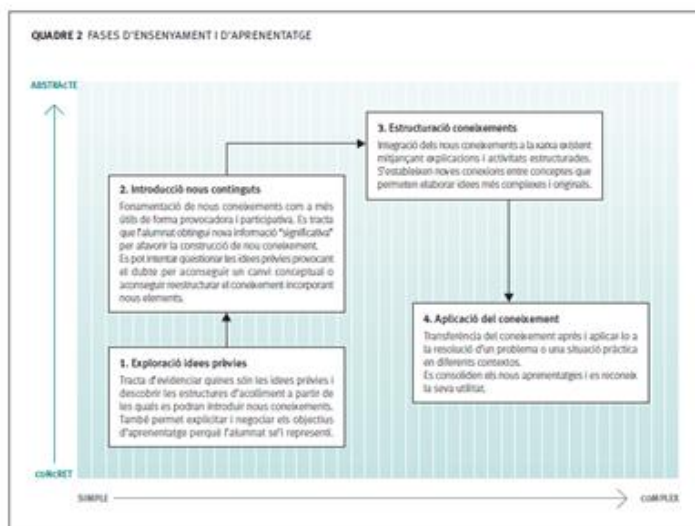 QUADRE 2 FASES D'ENSENYAMENT I D'APRENENTATGE
ABSTRACTE
3. Estructuració coneixements
Integració dels nous coneixements a la xarxa existent
mitjançant explicacions i activitats estructurades.
S'estableixen noves conexions entre conceptes que
permeten elaborar idees més complexes i originals.
2. Introducció nous continguts
Fonamentació de nous coneixements com a més
útils de forma provocadora i participativa. Es tracta
que l'alumnat obtingui nova informació "significativa"
per afavorir la construcció de nou coneixement.
Es pot intentar questionar les idees prèvies provocant
el dubte per aconseguir un canvi conceptual o
aconseguir reestructurar el coneixement incorporant
nous elements.
4. Aplicació del coneixement
Transferència del coneixement après i aplicar lo a
la resolució d'un problema o una situació pràctica
en diferents contextos.
Es consoliden els nous aprenentatges i es reconeix
la seva utilitat.
1. Exploració idees prèvies
Tracta d'evidenciar quines són les idees prèvies i
descobrir les estructures d'acolliment a partir de
les quals es podran introduir nous coneixements.
També permet explicitar i negociar els objectius
d'aprenentatge perquè l'alumnat se'l representi.
CONCRET
SIMPLE
COMPLEX